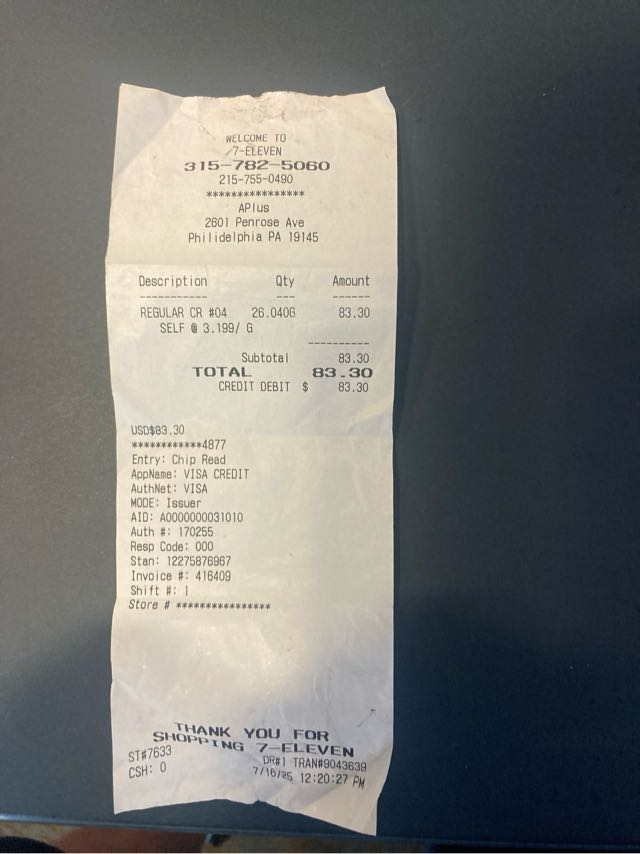 WELCOME TO
7-ELEVEN
315-782-5060
215-755-0490
****************
APlus
2601 Penrose Ave
Philidelphia PA 19145
Description Qty Amount
----------- --- ------
REGULAR CR #04 26.040G 83.30
SELF @ 3.199/ G
----------
Subtotal 83.30
TOTAL 83.30
CREDIT DEBIT $ 83.30
USD$83.30
************4877
Entry: Chip Read
AppName: VISA CREDIT
AuthNet: VISA
MODE: Issuer
AID: A0000000031010
Auth #: 170255
Resp Code: 000
Stan: 12275876967
Invoice #: 416409
Shift #: 1
Store # ****************
THANK YOU FOR
SHOPPING 7-ELEVEN
ST#7633 DR#1 TRAN#9043639
CSH: 0 7/16/25 12:20:27 PM